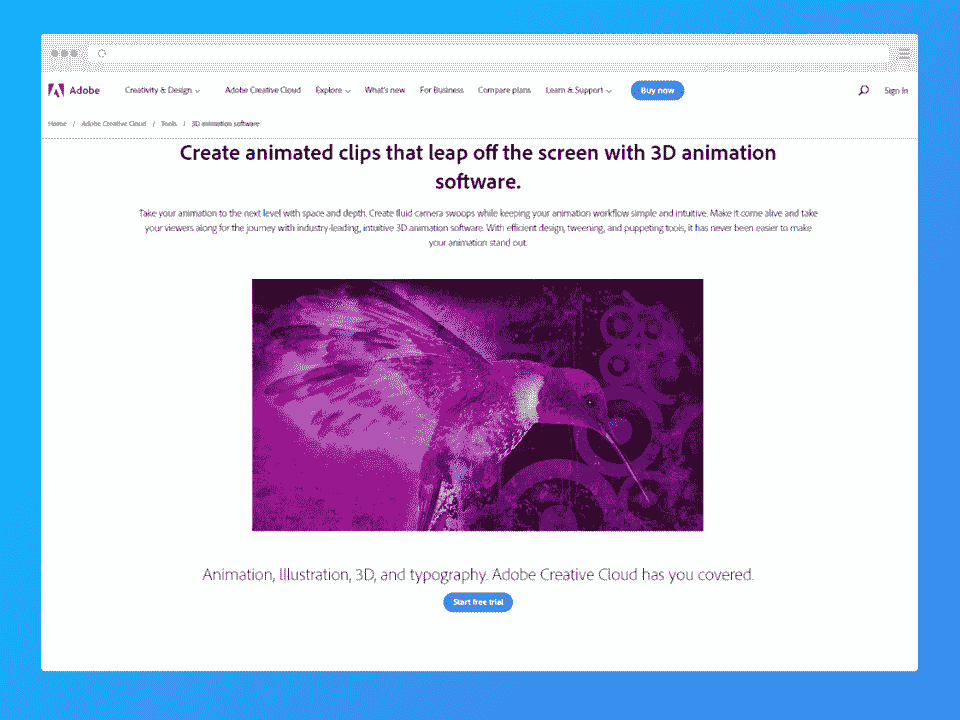 Adobe Creativity & Design Adobe Creative Cloud Explore What's new For Business Compare plans Learn & Support Buy now Sign In
Home / Adobe Creative Cloud / Tools / 3D animation software
Create animated clips that leap off the screen with 3D animation
software.
Take your animation to the next level with space and depth. Create fluid camera swoops while keeping your animation workflow simple and intuitive. Make it come alive and take
your viewers along for the journey with industry-leading, intuitive 3D animation software. With efficient design, tweening, and puppeting tools, it has never been easier to make
your animation stand out.
Animation, Illustration, 3D, and typography. Adobe Creative Cloud has you covered.
Start free trial